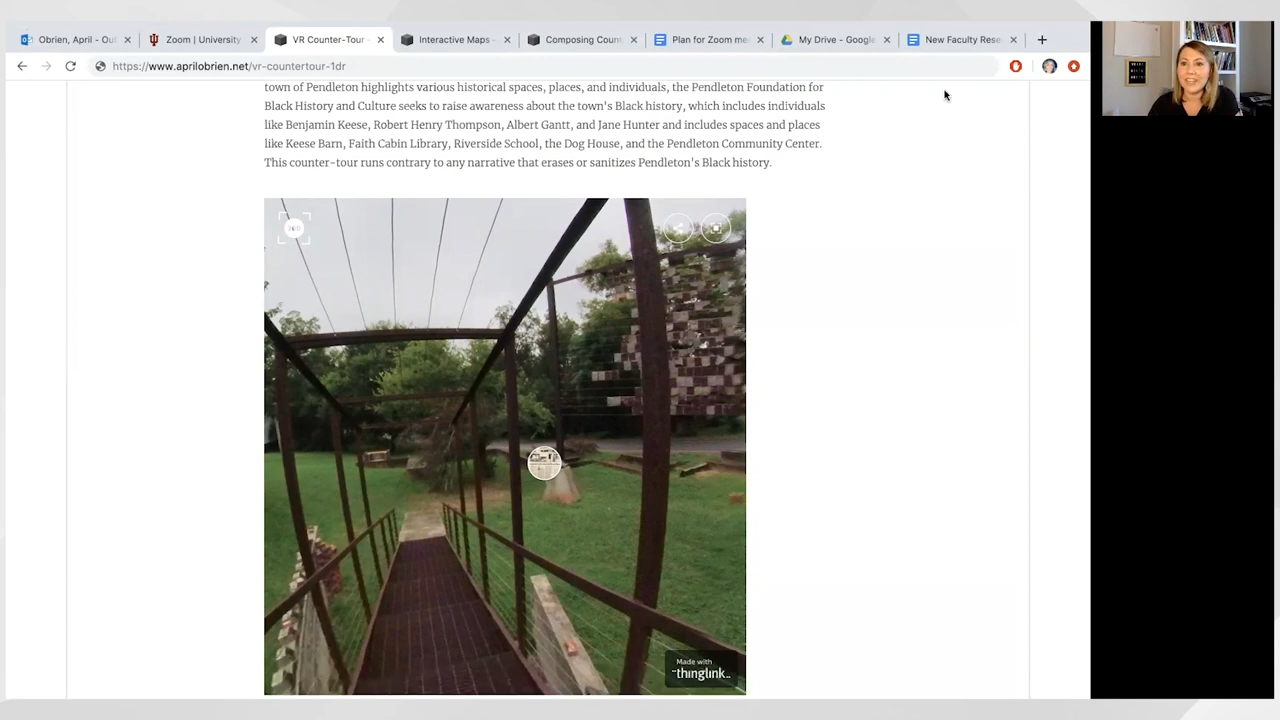 Obrien, April - Out
Zoom | University
VR Counter-Tour -
Interactive Maps -
Composing Coun
Plan for Zoom me
My Drive - Google
New Faculty Rese
https://www.aprilobrien.net/vr-countertour-1dr
town of Pendleton highlights various historical spaces, places, and individuals, the Pendleton Foundation for
Black History and Culture seeks to raise awareness about the town's Black history, which includes individuals
like Benjamin Keese, Robert Henry Thompson, Albert Gantt, and Jane Hunter and includes spaces and places
like Keese Barn, Faith Cabin Library, Riverside School, the Dog House, and the Pendleton Community Center.
This counter-tour runs contrary to any narrative that erases or sanitizes Pendleton's Black history.
Made with
thinglink..